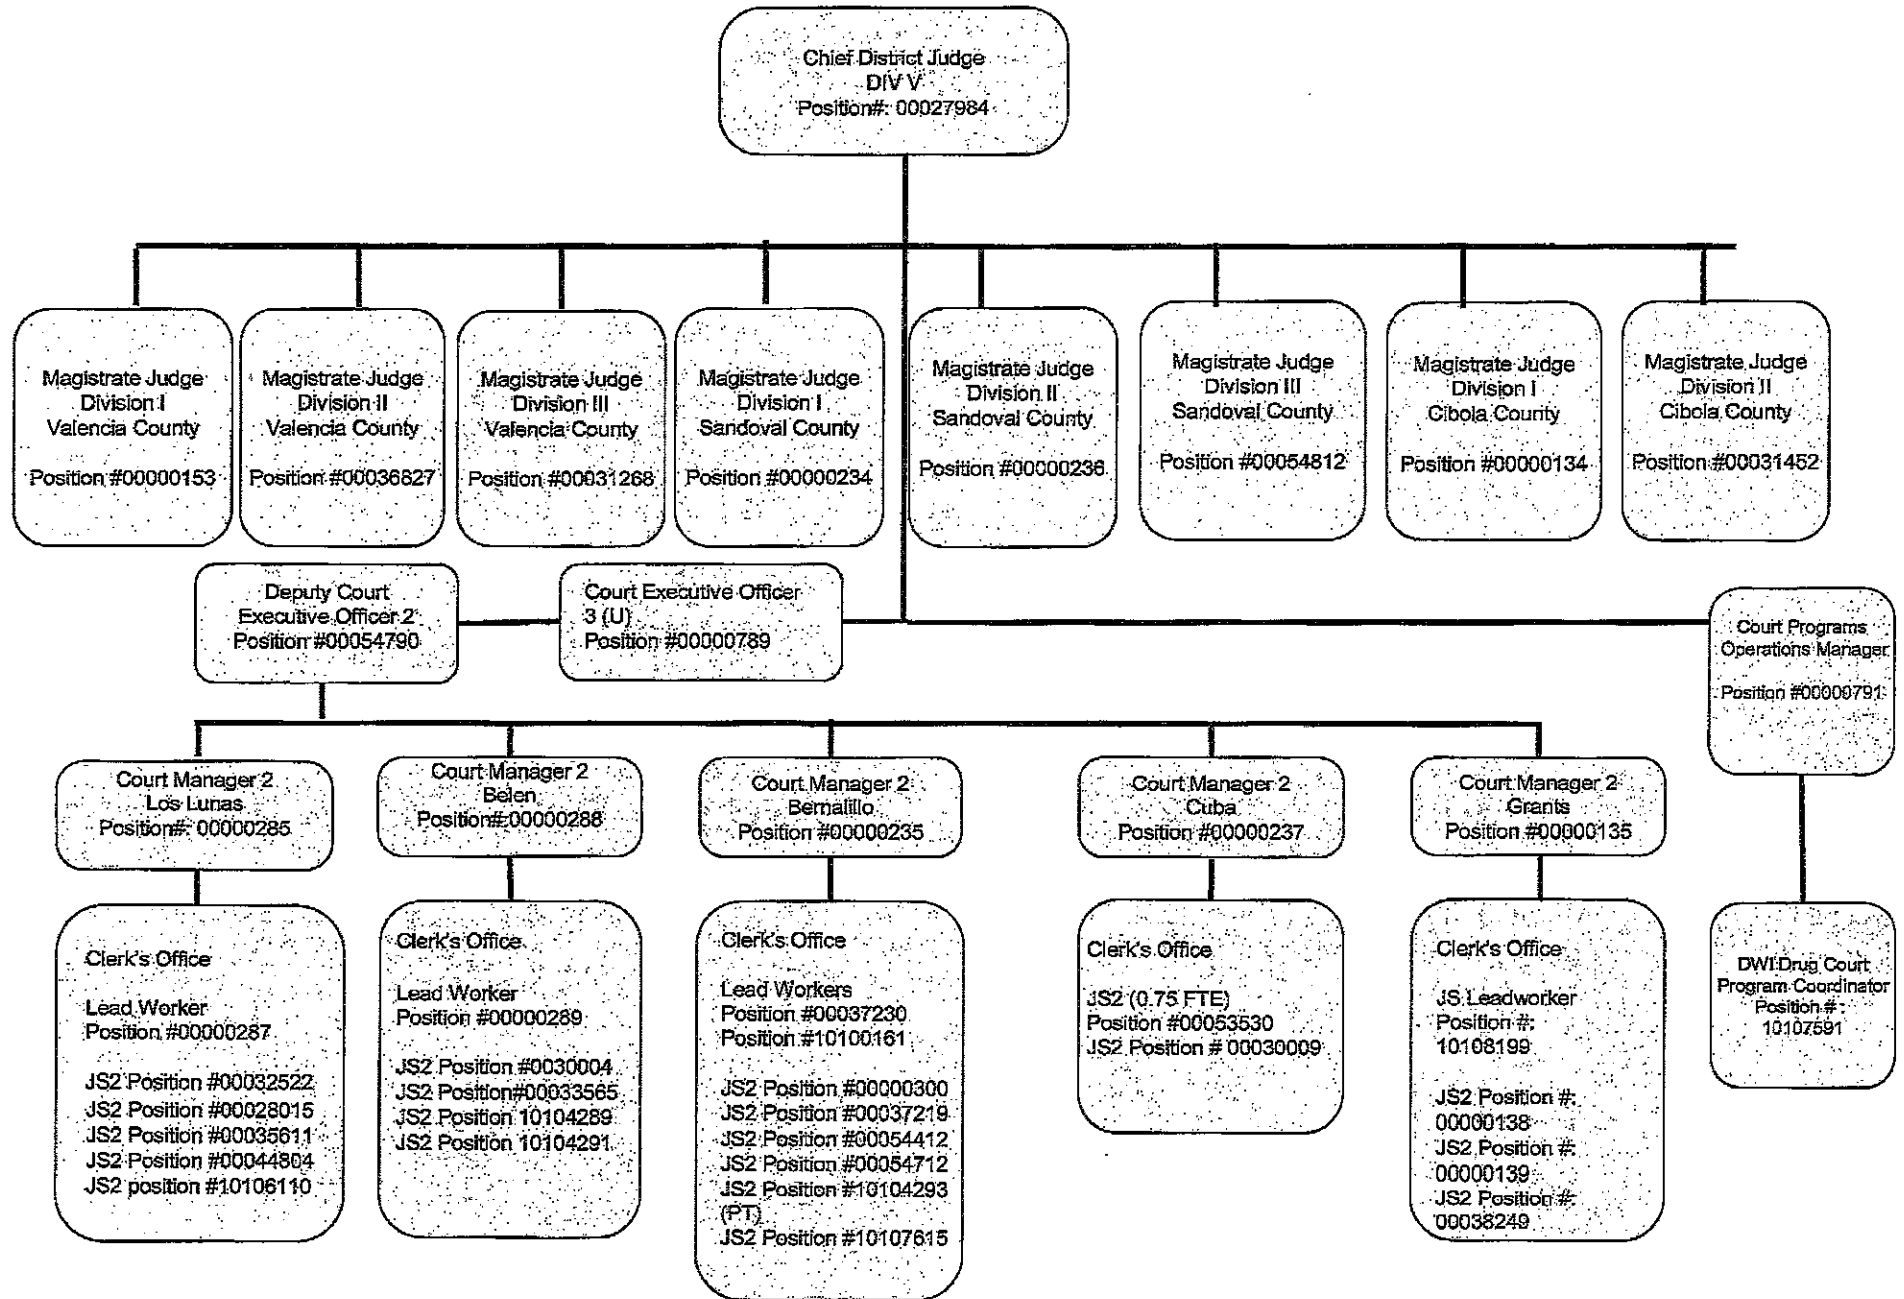 Chief District Judge
DIV V
Position#: 00027984
Magistrate Judge
Division I
Valencia County
Position #00000153
Magistrate Judge
Division II
Valencia County
Position #00036827
Magistrate Judge
Division III
Valencia County
Position #00031268
Magistrate Judge
Division I
Sandoval County
Position #00000234
Magistrate Judge
Division II
Sandoval County
Position #00000236
Magistrate Judge
Division III
Sandoval County
Position #00054812
Magistrate Judge
Division I
Cibola County
Position #00000134
Magistrate Judge
Division II
Cibola County
Position #00031452
Deputy Court
Executive Officer 2
Position #00054790
Court Executive Officer
3 (U)
Position #00000789
Court Programs
Operations Manager
Position #00000791
Court Manager 2
Los Lunas
Position#: 00000285
Court Manager 2
Belen
Position#:00000288
Court Manager 2
Bernalillo
Position #00000235
Court Manager 2
Cuba
Position #00000237
Court Manager 2
Grants
Position #00000135
Clerk's Office
Lead Worker
Position #00000287
JS2 Position #00032522
JS2 Position #00028015
JS2 Position #00035611
JS2 Position #00044804
JS2 position #10106110
Clerk's Office
Lead Worker
Position #00000289
JS2 Position #0030004
JS2 Position#00033565
JS2 Position 10104289
JS2 Position 10104291
Clerk's Office
Lead Workers
Position #00037230
Position #10100161
JS2 Position #00000300
JS2 Position #00037219
JS2 Position #00054412
JS2 Position #00054712
JS2 Position #10104293
(PT)
JS2 Position #10107615
Clerk's Office
JS2 (0.75 FTE)
Position #00053530
JS2 Position # 00030009
Clerk's Office
JS Leadworker
Position #:
10108199
JS2 Position #:
00000138
JS2 Position #:
00000139
JS2 Position #:
00038249
DWI Drug Court
Program Coordinator
Position # :
10107591